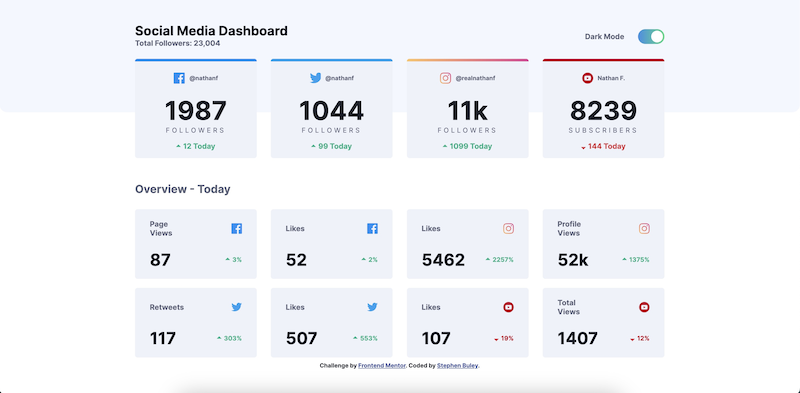 Social Media Dashboard
Total Followers: 23,004
Dark Mode
@nathanf
1987
FOLLOWERS
12 Today
@nathanf
1044
FOLLOWERS
99 Today
@realnathanf
11k
FOLLOWERS
1099 Today
Nathan F.
8239
SUBSCRIBERS
144 Today
Overview - Today
Page
Views
87
3%
Likes
52
2%
Likes
5462
2257%
Profile
Views
52k
1375%
Retweets
117
303%
Likes
507
553%
Likes
107
19%
Total
Views
1407
12%
Challenge by Frontend Mentor. Coded by Stephen Buley.